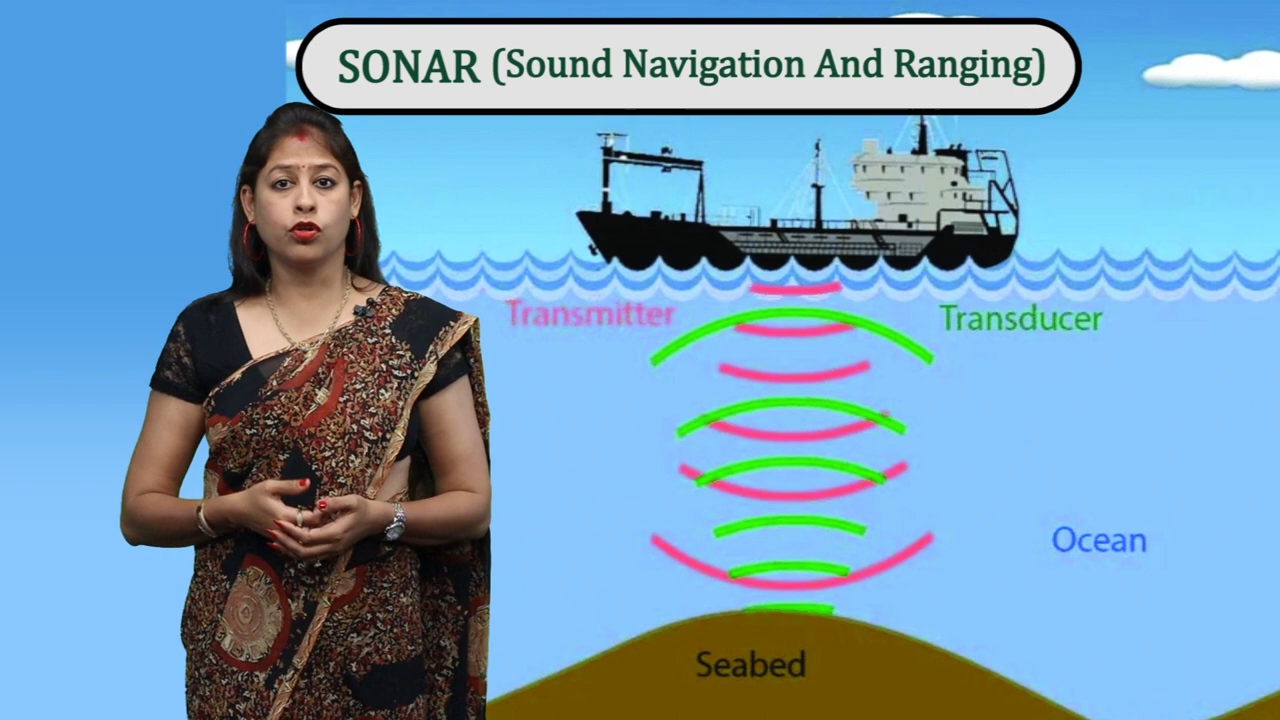 SONAR (Sound Navigation And Ranging)
Transmitter
Transducer
Ocean
Seabed